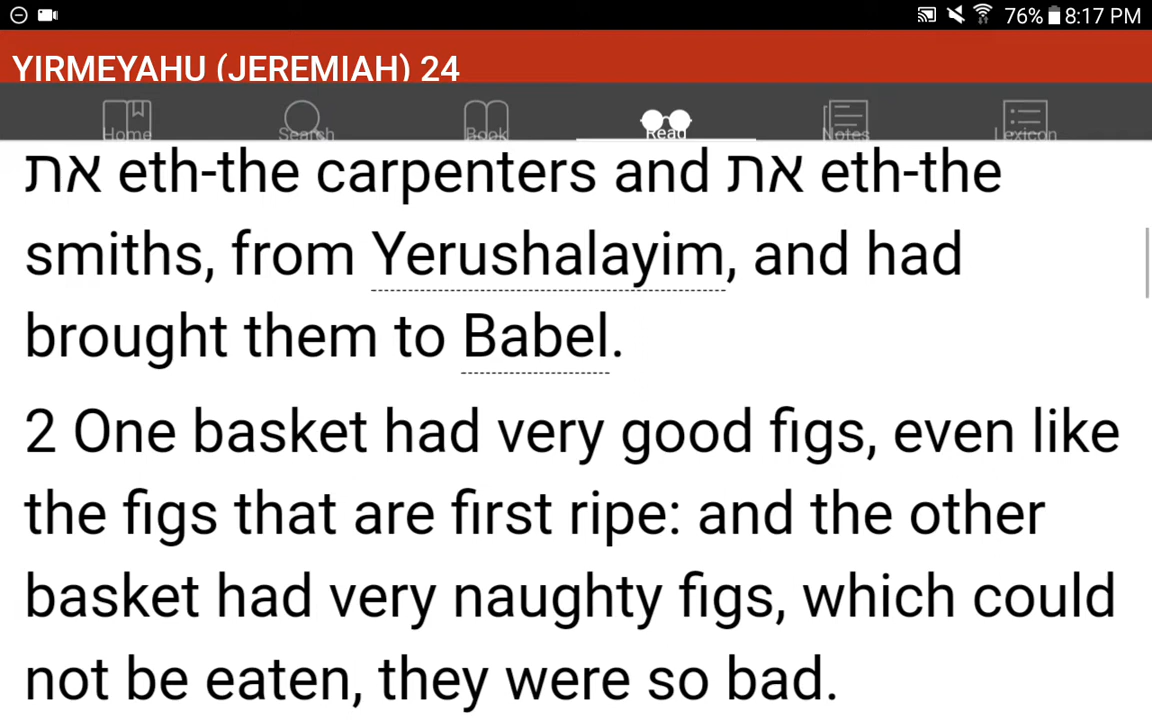 76% 8:17 PM
YIRMEYAHU (JEREMIAH) 24
Home Search Book Read Notes Lexicon
את eth-the carpenters and את eth-the
smiths, from Yerushalayim, and had
brought them to Babel.
2 One basket had very good figs, even like
the figs that are first ripe: and the other
basket had very naughty figs, which could
not be eaten, they were so bad.